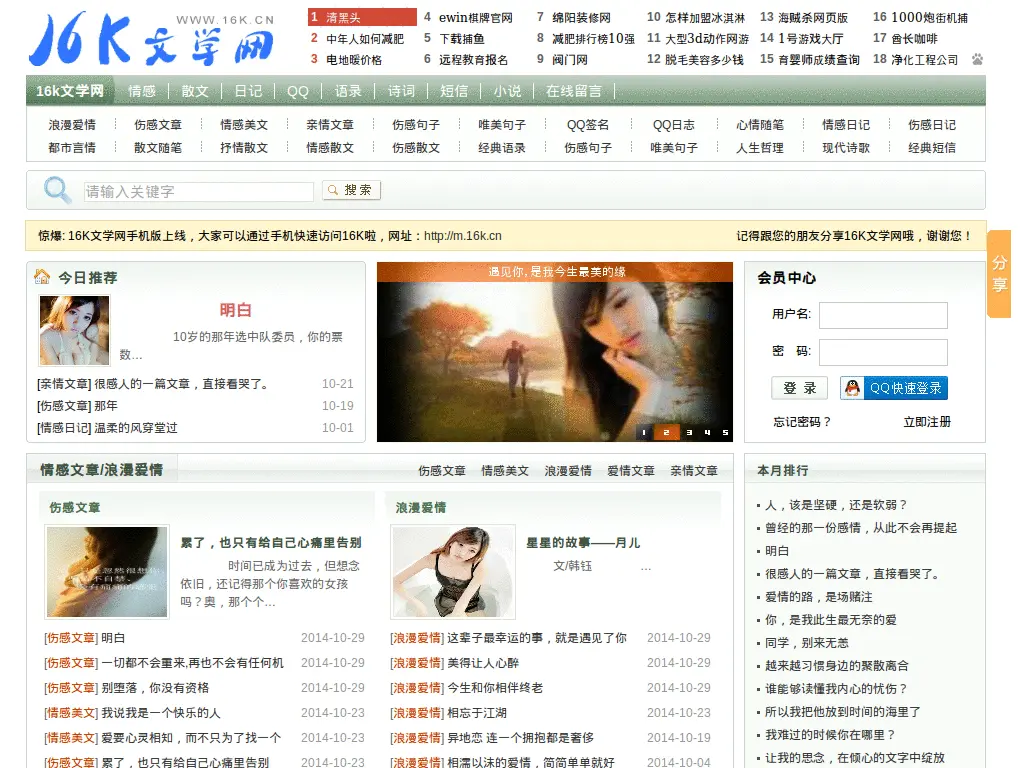 WWW.16K.CN
16K文学网
1 清黑头
4 ewin棋牌官网
7 绵阳装修网
10 怎样加盟冰淇淋
13 海贼杀网页版
16 1000炮街机捕
2 中年人如何减肥
5 下载捕鱼
8 减肥排行榜10强
11 大型3d动作网游
14 1号游戏大厅
17 酋长咖啡
3 电地暖价格
6 远程教育报名
9 阀门网
12 脱毛美容多少钱
15 育婴师成绩查询
18 净化工程公司
16k文学网 情感 散文 日记 QQ 语录 诗词 短信 小说 在线留言
浪漫爱情 伤感文章 情感美文 亲情文章 伤感句子 唯美句子 QQ签名 QQ日志 心情随笔 情感日记 伤感日记
都市言情 散文随笔 抒情散文 情感散文 伤感散文 经典语录 伤感句子 唯美句子 人生哲理 现代诗歌 经典短信
请输入关键字 搜索
惊爆: 16K文学网手机版上线，大家可以通过手机快速访问16K啦，网址：http://m.16k.cn 记得跟您的朋友分享16K文学网哦，谢谢您！
分享
今日推荐
明白
10岁的那年选中队委员，你的票
数...
[亲情文章] 很感人的一篇文章，直接看哭了。 10-21
[伤感文章] 那年 10-19
[情感日记] 温柔的风穿堂过 10-01
遇见你,是我今生最美的缘
1 2 3 4 5
会员中心
用户名:
密 码:
登 录 QQ快速登录
忘记密码？ 立即注册
情感文章/浪漫爱情 伤感文章 情感美文 浪漫爱情 爱情文章 亲情文章
伤感文章
累了，也只有给自己心痛里告别
时间已成为过去，但想念
依旧，还记得那个你喜欢的女孩
吗？奥，那个个...
[伤感文章] 明白 2014-10-29
[伤感文章] 一切都不会重来,再也不会有任何机 2014-10-29
[伤感文章] 别堕落，你没有资格 2014-10-29
[情感美文] 我说我是一个快乐的人 2014-10-23
[情感美文] 爱要心灵相知，而不只为了找一个 2014-10-23
[伤感文章] 累了，也只有给自己心痛里告别 2014-10-23
浪漫爱情
星星的故事——月儿
文/韩钰 ...
[浪漫爱情] 这辈子最幸运的事，就是遇见了你 2014-10-29
[浪漫爱情] 美得让人心醉 2014-10-29
[浪漫爱情] 今生和你相伴终老 2014-10-29
[浪漫爱情] 相忘于江湖 2014-10-23
[浪漫爱情] 异地恋 连一个拥抱都是奢侈 2014-10-19
[浪漫爱情] 相濡以沫的爱情，简简单单就好 2014-10-04
本月排行
人，该是坚硬，还是软弱？
曾经的那一份感情，从此不会再提起
明白
很感人的一篇文章，直接看哭了。
爱情的路，是场赌注
你，是我此生最无奈的爱
同学，别来无恙
越来越习惯身边的聚散离合
谁能够读懂我内心的忧伤？
所以我把他放到时间的海里了
我难过的时候你在哪里？
让我的思念，在倾心的文字中绽放